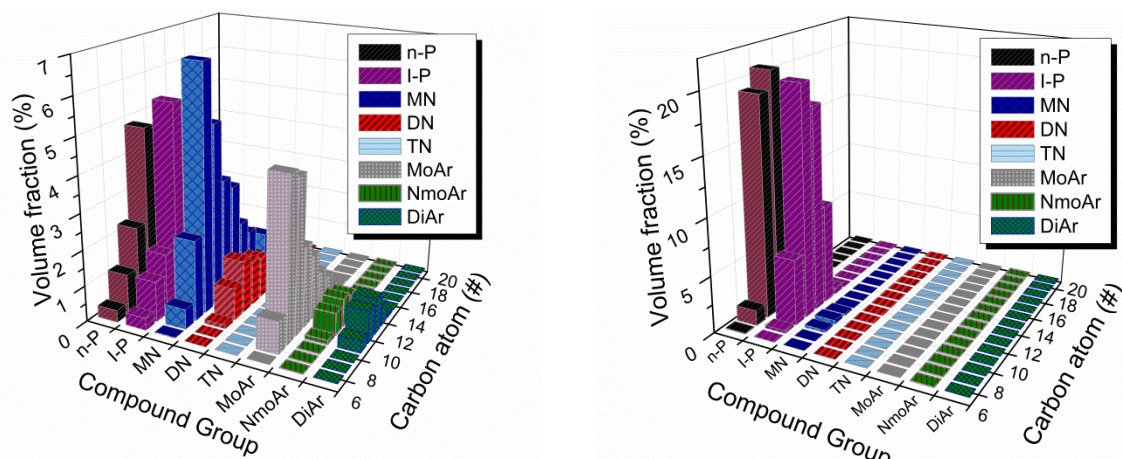 7
6
5
4
3
2
1
0
Volume fraction (%)
n-P
I-P
MN
DN
TN
MoAr
NmoAr
DiAr
Compound Group
6
8
10
12
14
16
18
20
Carbon atom (#)
n-P
I-P
MN
DN
TN
MoAr
NmoAr
DiAr
20
15
10
5
0
Volume fraction (%)
n-P
I-P
MN
DN
TN
MoAr
NmoAr
DiAr
Compound Group
6
8
10
12
14
16
18
20
Carbon atom (#)
n-P
I-P
MN
DN
TN
MoAr
NmoAr
DiAr